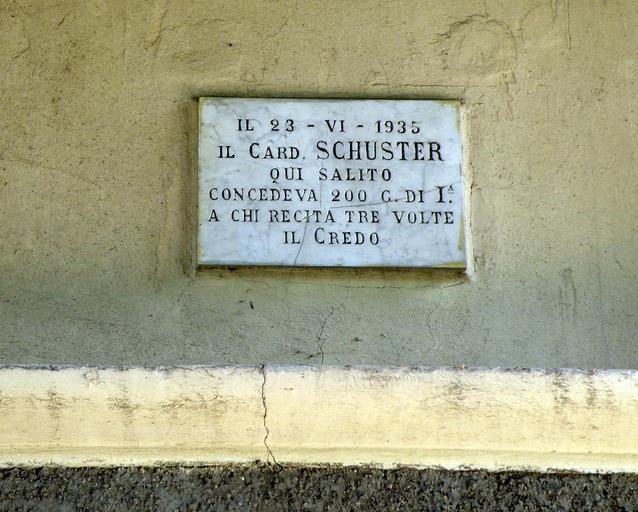 IL 23 - VI - 1935
IL CARD. SCHUSTER
QUI SALITO
CONCEDEVA 200 G. DI I.ᴬ
A CHI RECITA TRE VOLTE
IL CREDO